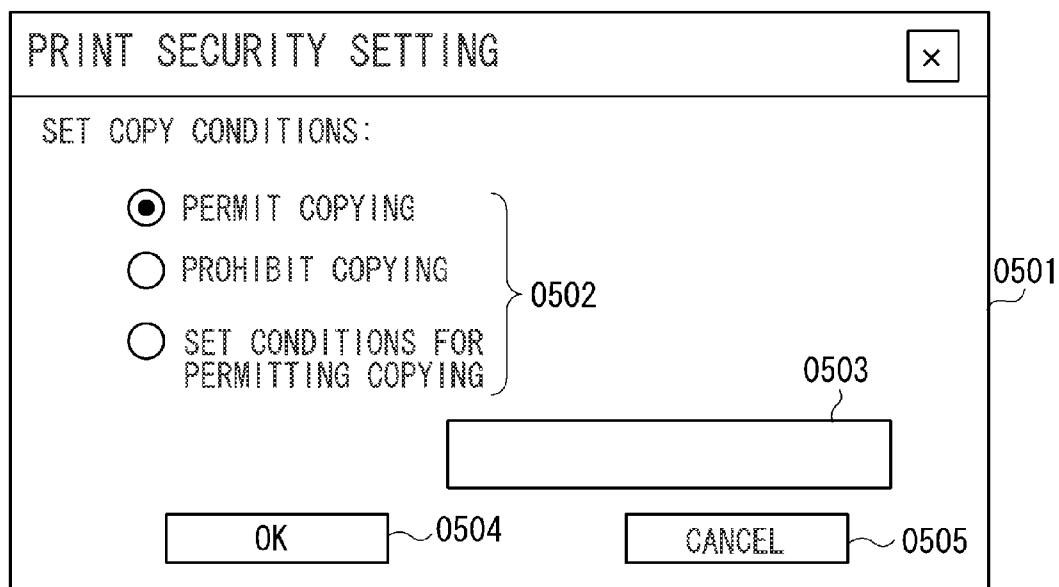 PRINT SECURITY SETTING
×
SET COPY CONDITIONS:
PERMIT COPYING
PROHIBIT COPYING
0502
0501
SET CONDITIONS FOR
PERMITTING COPYING
0503
OK
0504
CANCEL
0505